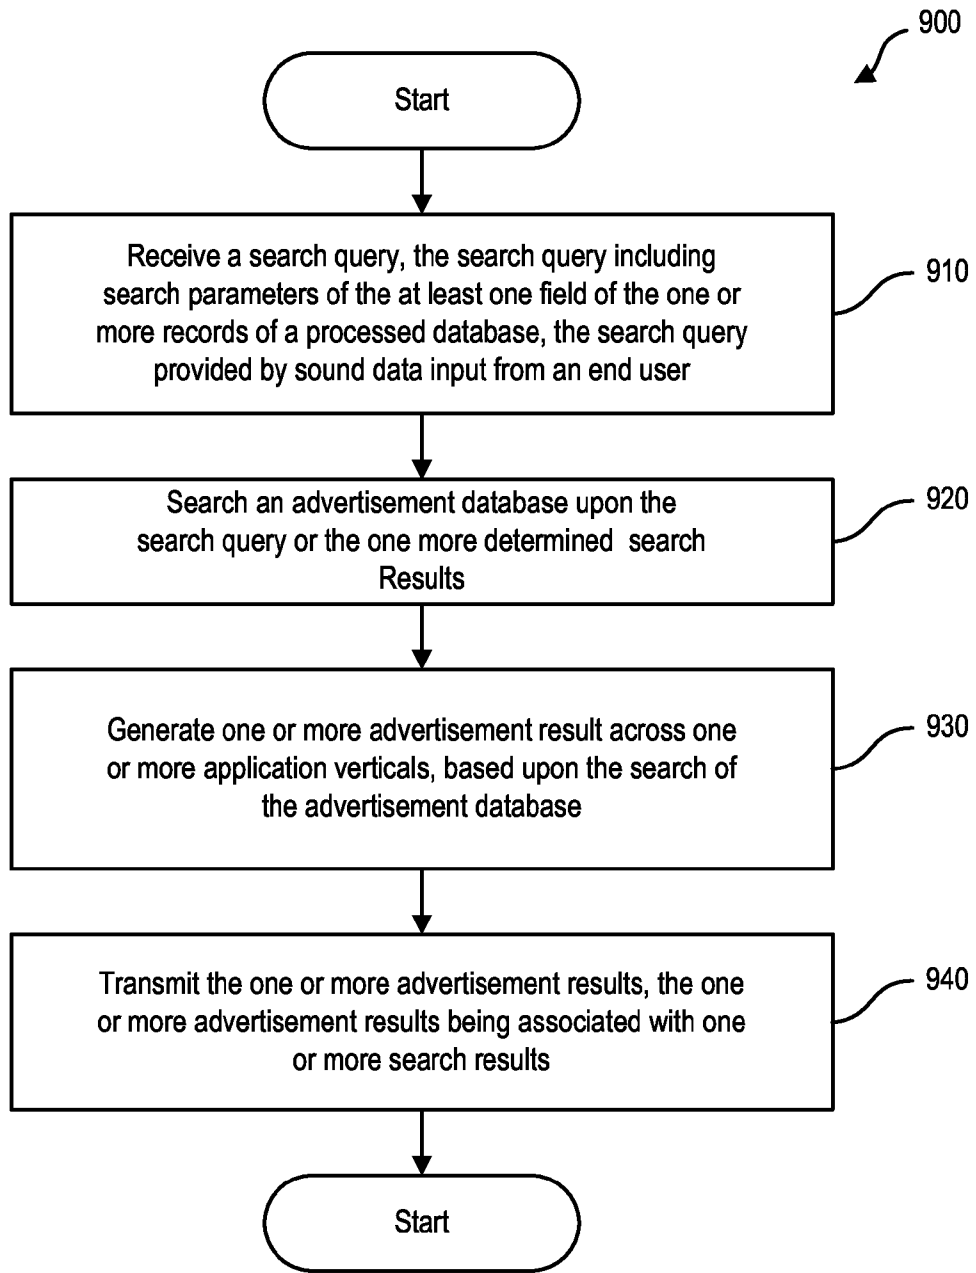 900
Start
Receive a search query, the search query including
search parameters of the at least one field of the one or
more records of a processed database, the search query
provided by sound data input from an end user
910
Search an advertisement database upon the
search query or the one more determined search
Results
920
Generate one or more advertisement result across one
or more application verticals, based upon the search of
the advertisement database
930
Transmit the one or more advertisement results, the one
or more advertisement results being associated with one
or more search results
940
Start